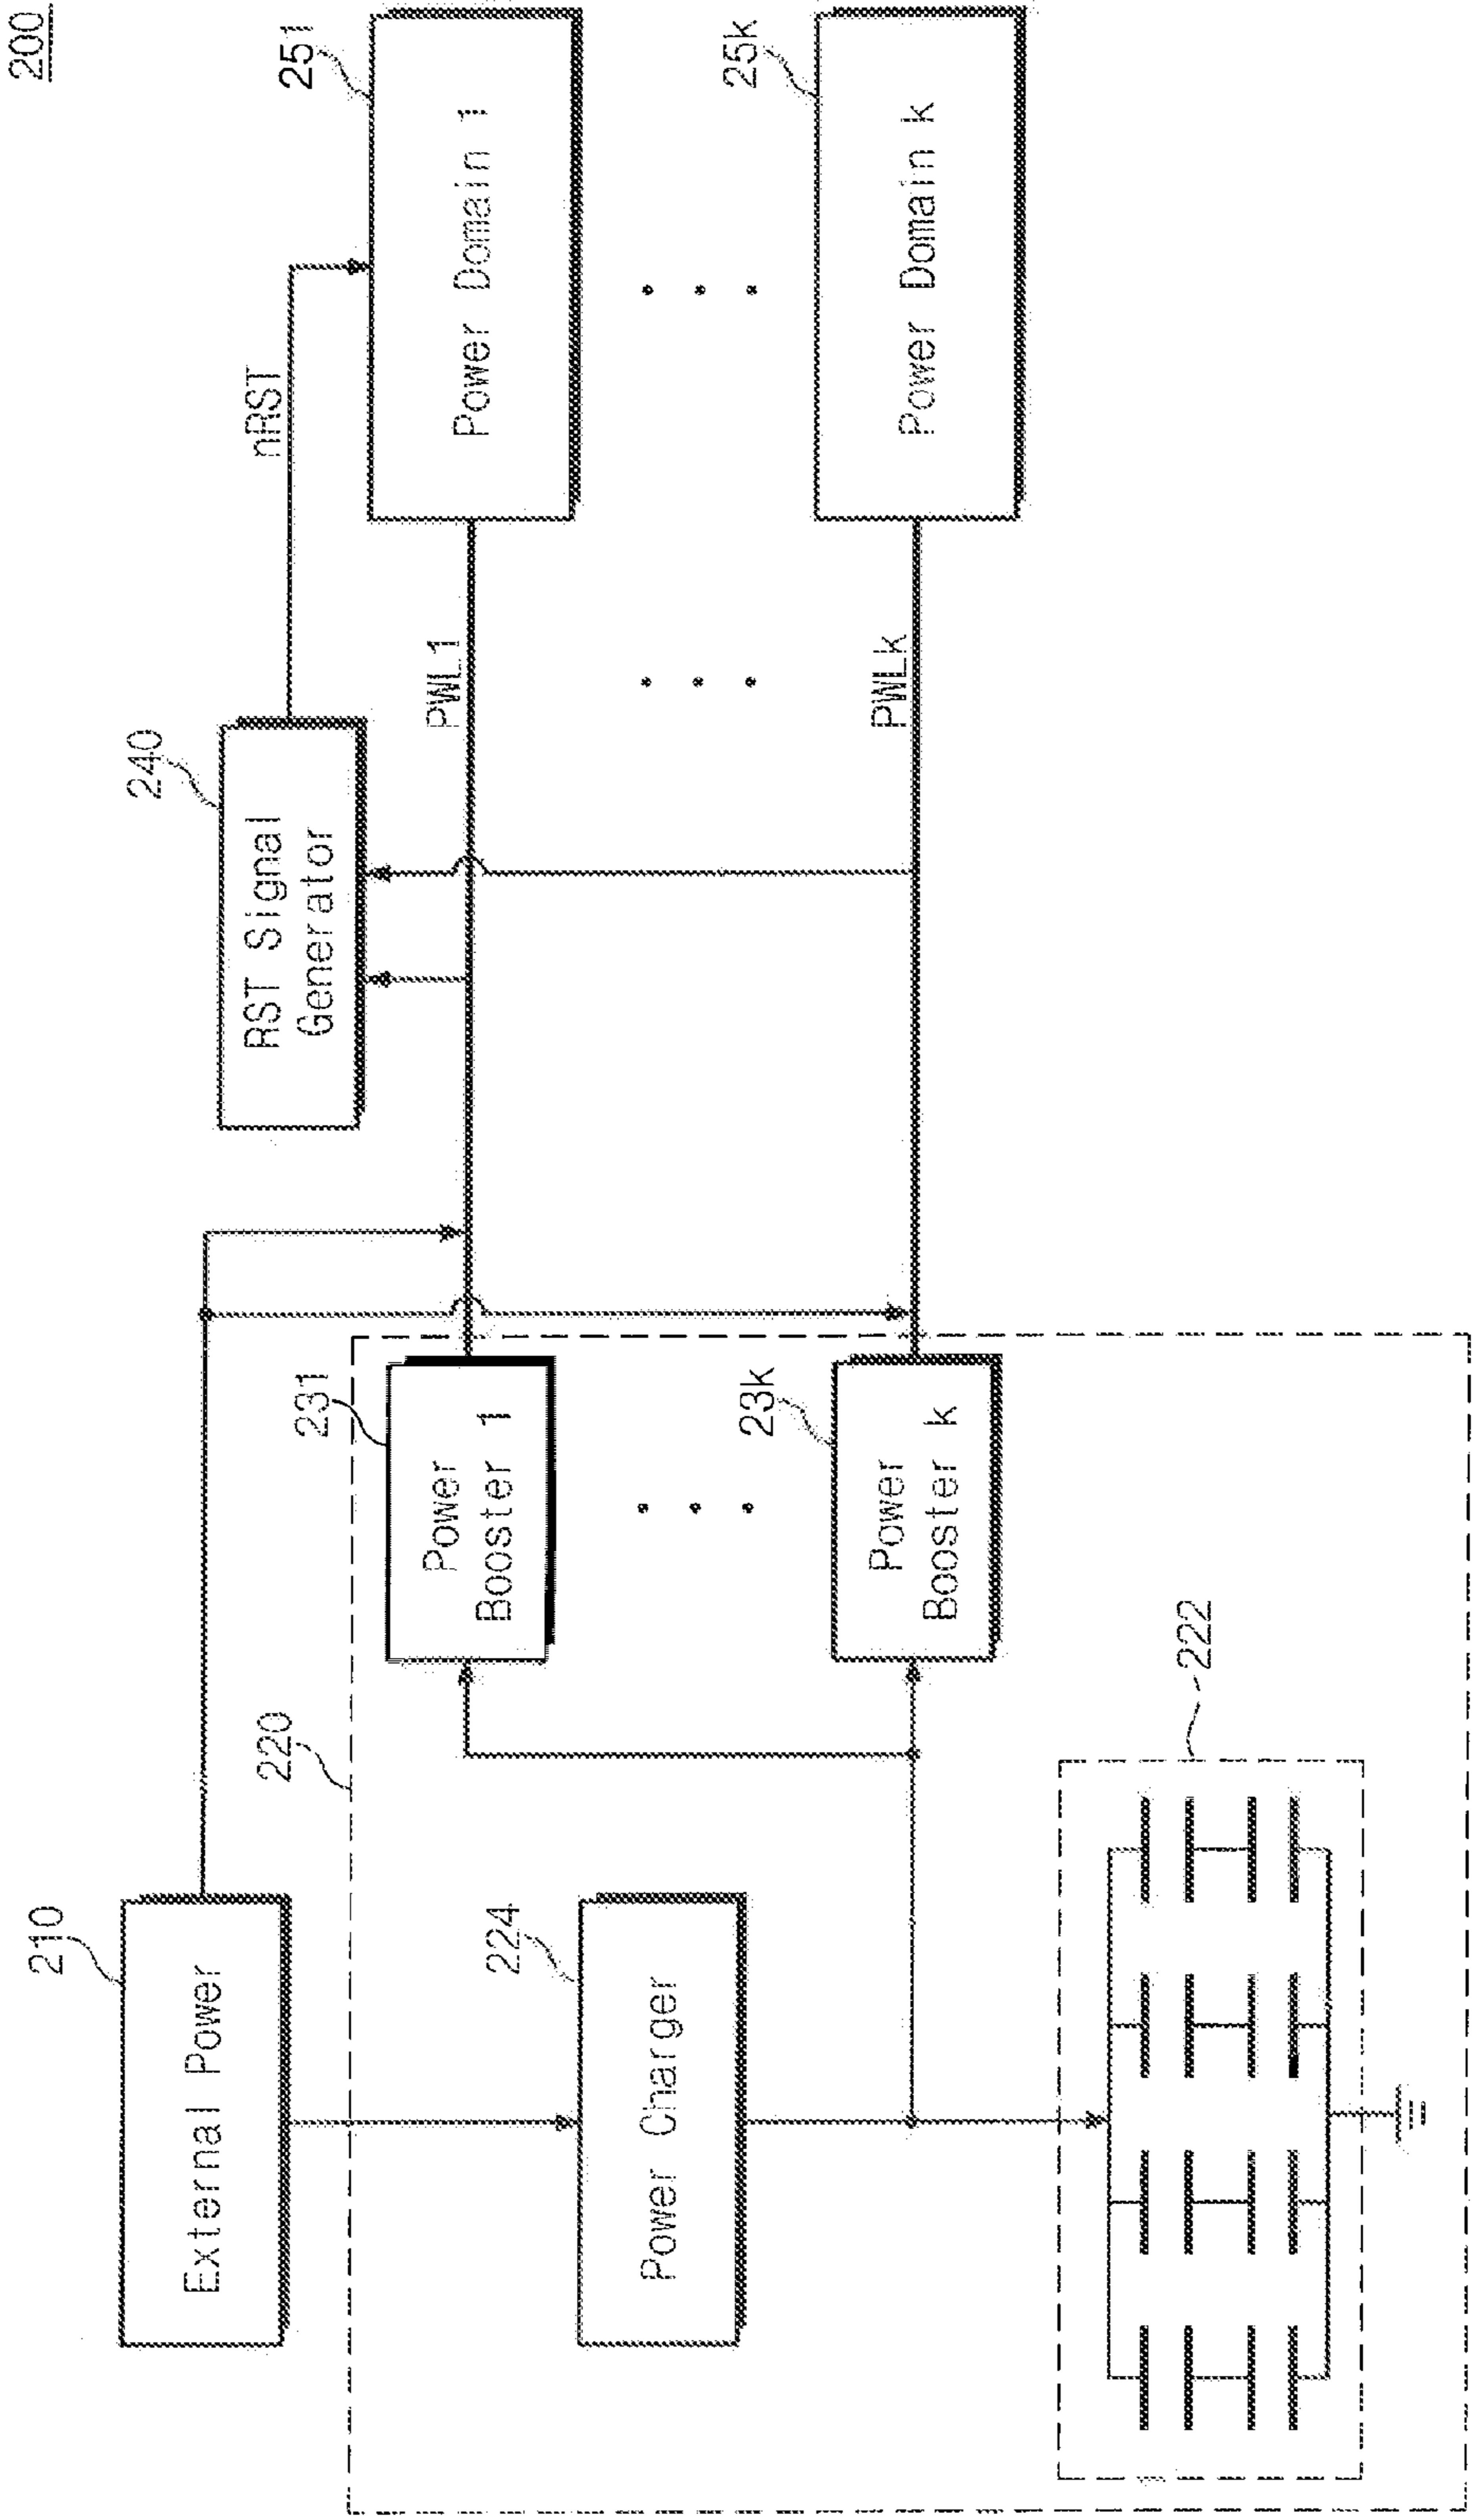 200
210
External Power
240
RST Signal
Generator
nRST
251
Power Domain 1
PWL1
220
231
Power
Booster 1
224
Power Charger
23k
Power
Booster k
PWLk
25k
Power Domain k
222